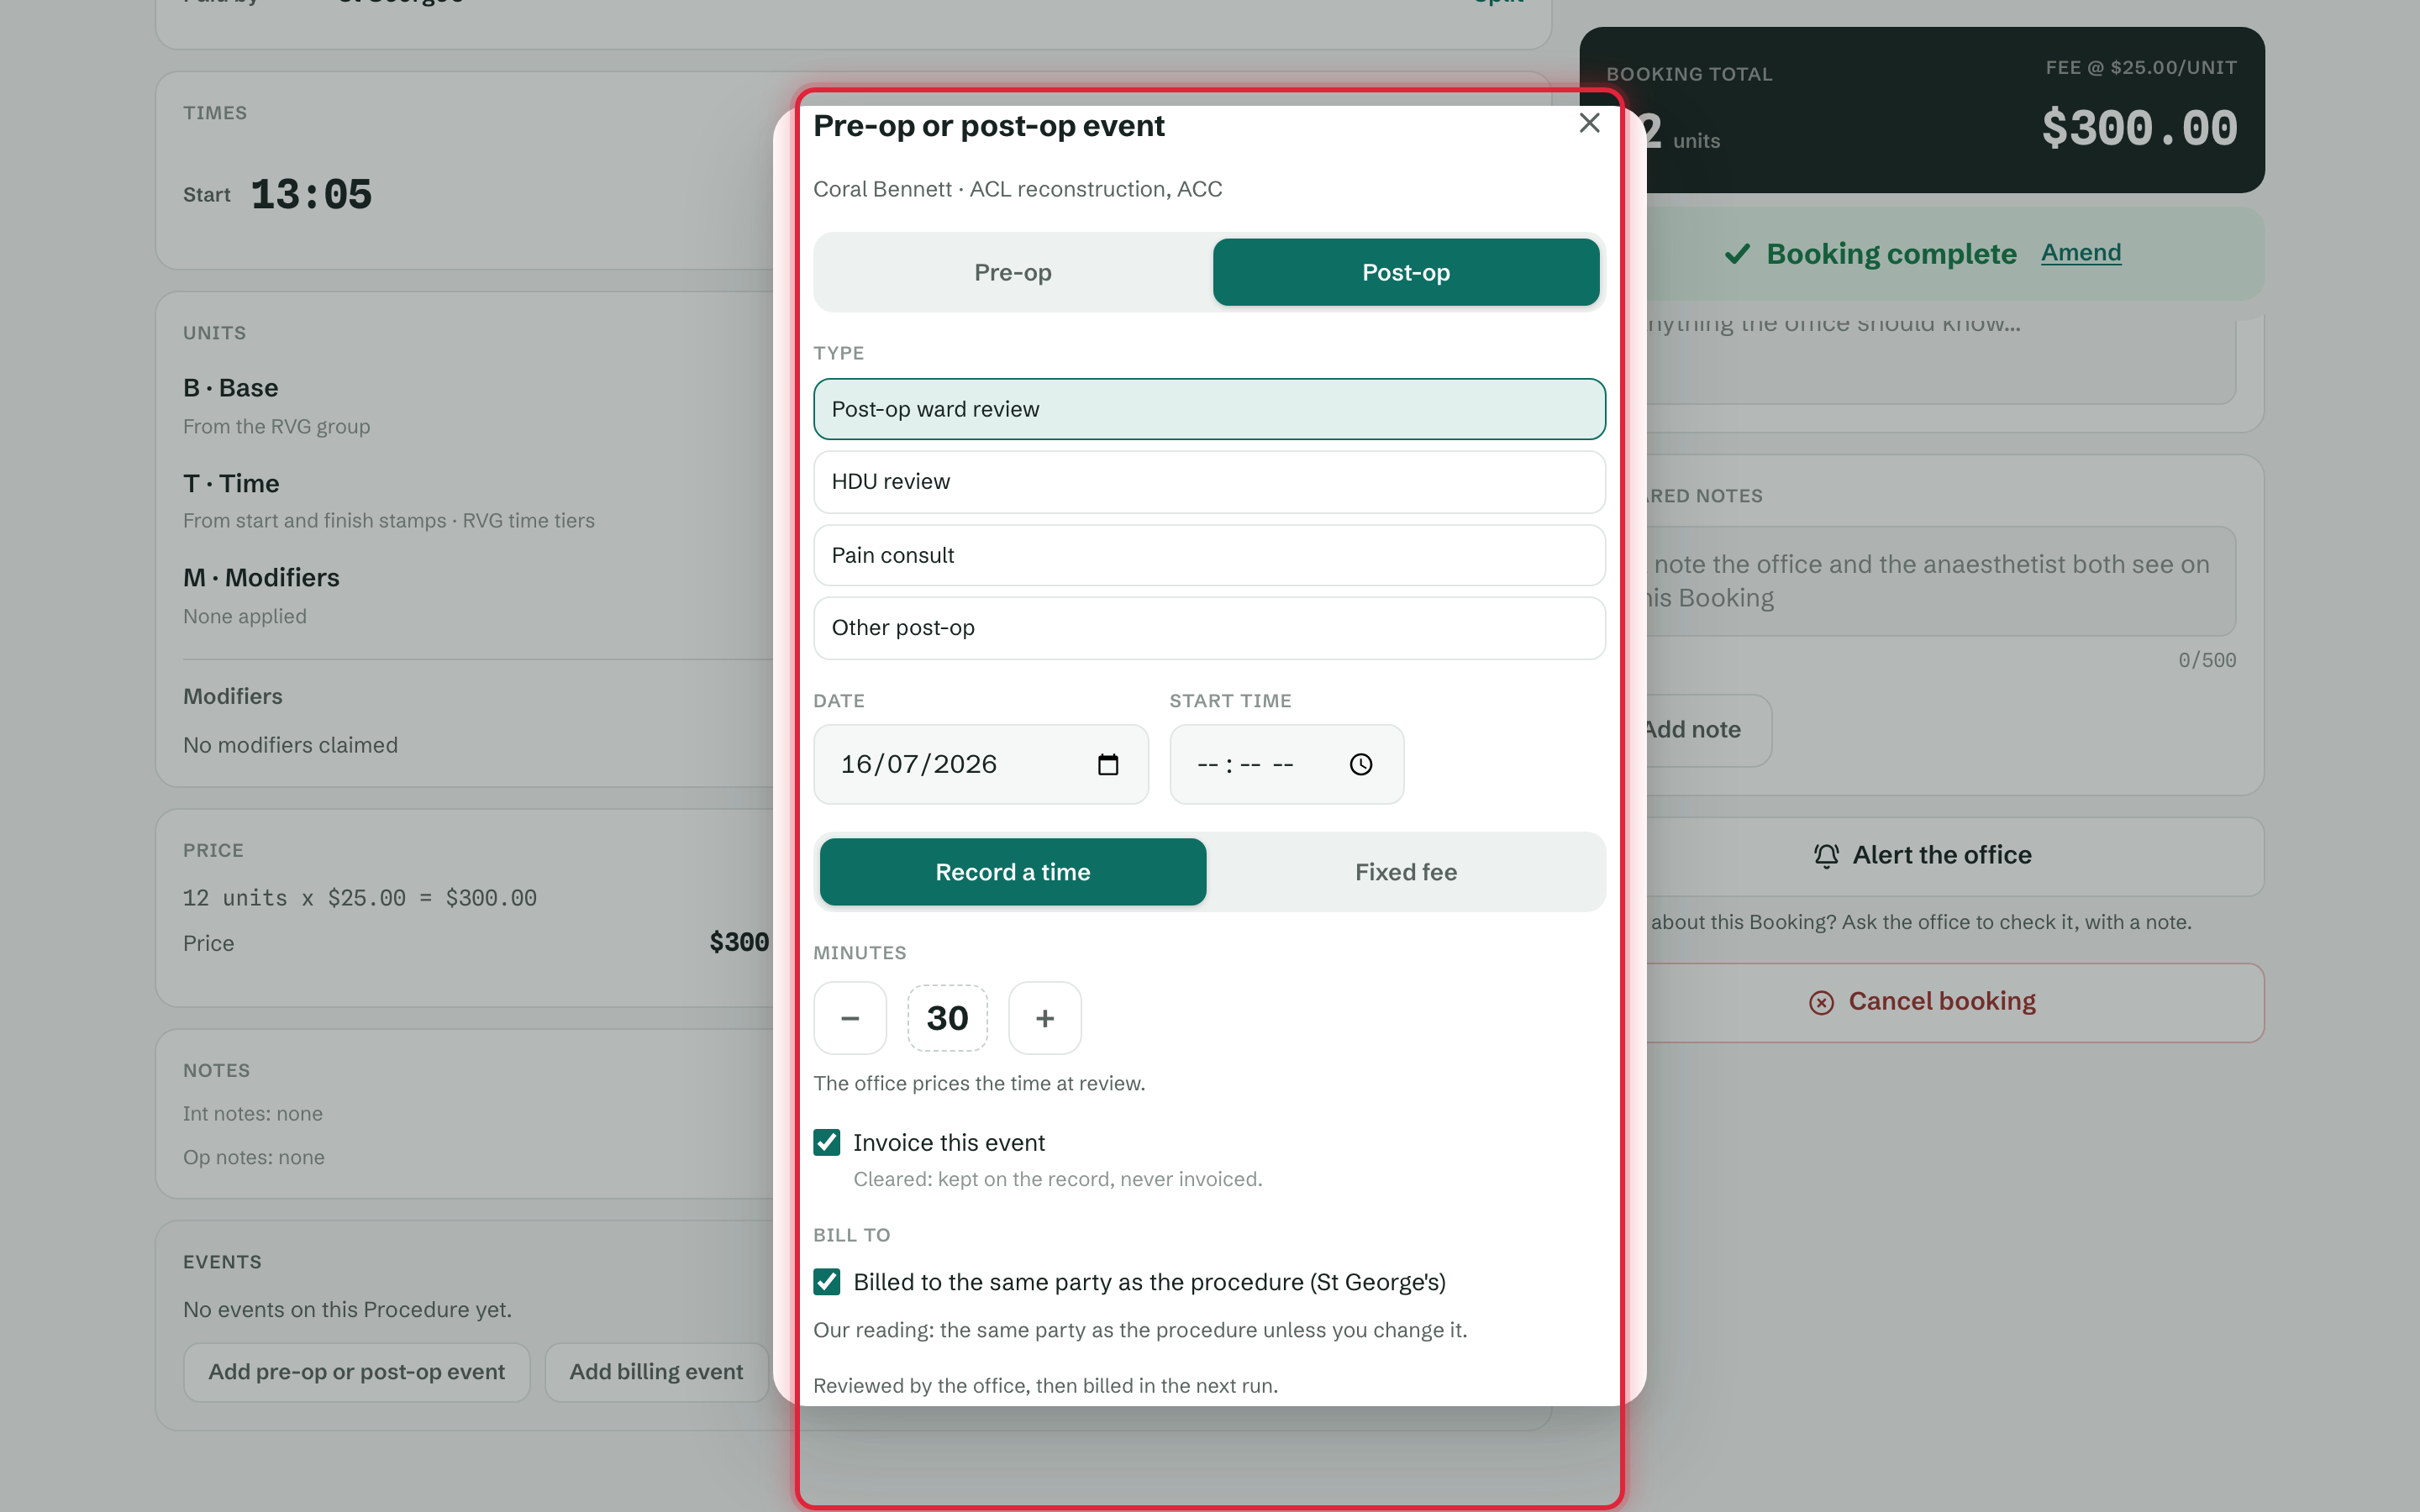 TIMES
Start 13:05
UNITS
B · Base
From the RVG group
T · Time
From start and finish stamps · RVG time tiers
M · Modifiers
None applied
Modifiers
No modifiers claimed
PRICE
12 units x $25.00 = $300.00
Price $300
NOTES
Int notes: none
Op notes: none
EVENTS
No events on this Procedure yet.
Add pre-op or post-op event
Add billing event
Pre-op or post-op event
Coral Bennett · ACL reconstruction, ACC
Pre-op
Post-op
TYPE
Post-op ward review
HDU review
Pain consult
Other post-op
DATE
START TIME
16/07/2026
-- : -- --
Record a time
Fixed fee
MINUTES
− 30 +
The office prices the time at review.
Invoice this event
Cleared: kept on the record, never invoiced.
BILL TO
Billed to the same party as the procedure (St George's)
Our reading: the same party as the procedure unless you change it.
Reviewed by the office, then billed in the next run.
BOOKING TOTAL
FEE @ $25.00/UNIT
2 units
$300.00
Booking complete
Amend
the office should know...
NOTES
note the office and the anaesthetist both see on
Booking
0/500
Add note
Alert the office
about this Booking? Ask the office to check it, with a note.
Cancel booking